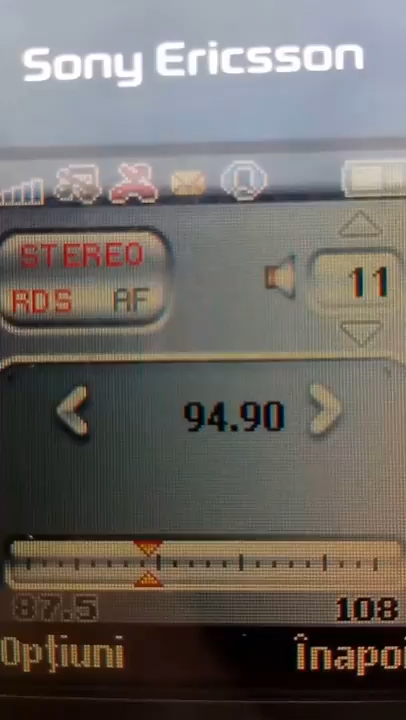 Sony Ericsson
STEREO
RDS AF
11
94.90
87.5 108
Opțiuni Înapoi